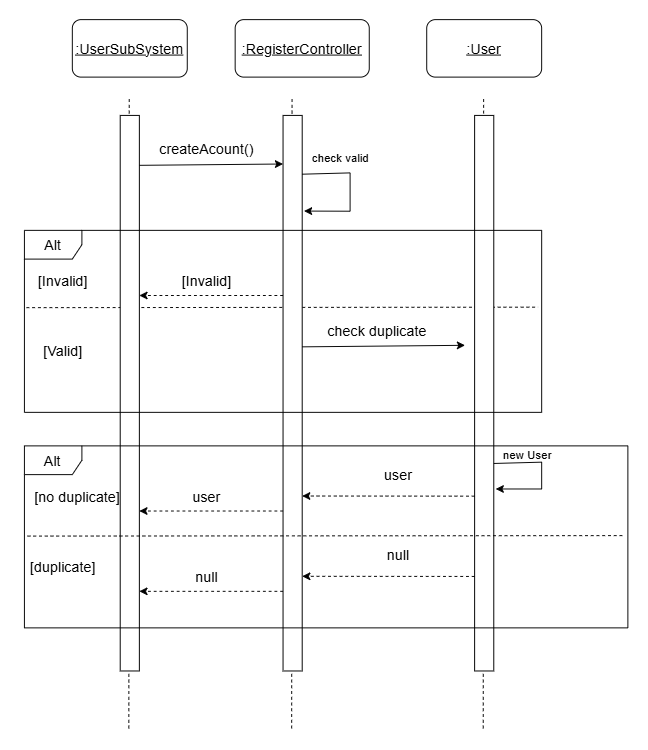 :UserSubSystem
:RegisterController
:User
createAcount()
check valid
Alt
[Invalid]
[Invalid]
check duplicate
[Valid]
Alt
new User
user
[no duplicate]
user
null
[duplicate]
null